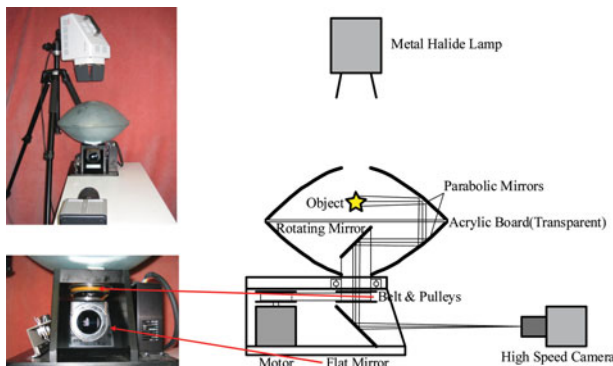 Metal Halide Lamp
Object
Parabolic Mirrors
Rotating Mirror
Acrylic Board(Transparent)
Belt & Pulleys
Motor
Flat Mirror
High Speed Camera